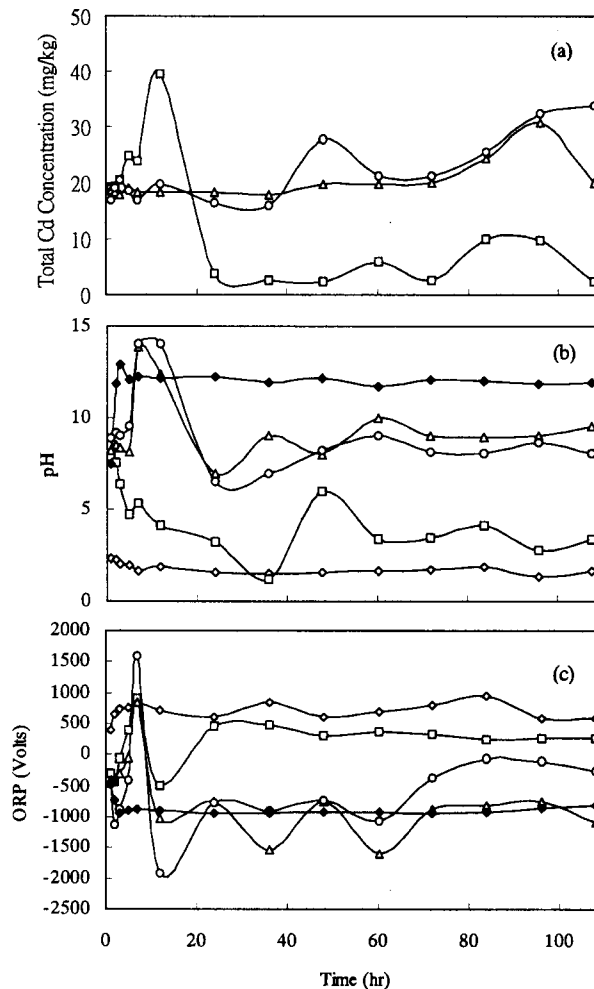 50
40
30
20
10
0
Total Cd Concentration (mg/kg)
(a)
15
10
5
0
pH
(b)
2000
1500
1000
500
0
-500
-1000
-1500
-2000
-2500
ORP (Volts)
(c)
0 20 40 60 80 100
Time (hr)